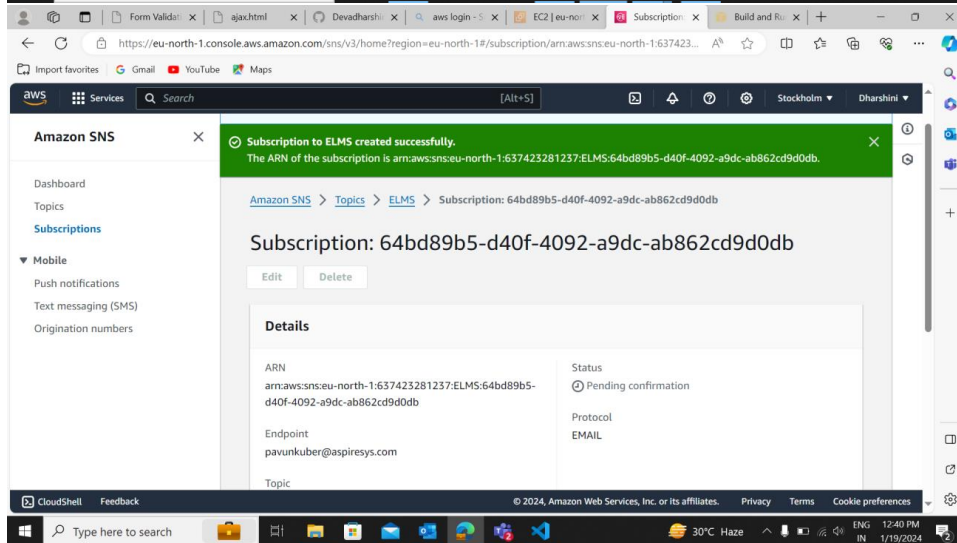 Form Valida
ajax.html
Devadharshi
aws login - S
EC2 | eu-nor
Subscription:
Build and Ru
https://eu-north-1.console.aws.amazon.com/sns/v3/home?region=eu-north-1#/subscription/arn:aws:sns:eu-north-1:637423...
Import favorites
Gmail
YouTube
Maps
aws
Services
Search
[Alt+S]
Stockholm
Dharshini
Amazon SNS
Dashboard
Topics
Subscriptions
Mobile
Push notifications
Text messaging (SMS)
Origination numbers
Subscription to ELMS created successfully.
The ARN of the subscription is arn:aws:sns:eu-north-1:637423281237:ELMS:64bd89b5-d40f-4092-a9dc-ab862cd9d0db.
Amazon SNS > Topics > ELMS > Subscription: 64bd89b5-d40f-4092-a9dc-ab862cd9d0db
Subscription: 64bd89b5-d40f-4092-a9dc-ab862cd9d0db
Edit
Delete
Details
ARN
arn:aws:sns:eu-north-1:637423281237:ELMS:64bd89b5-
d40f-4092-a9dc-ab862cd9d0db
Endpoint
pavunkuber@aspiresys.com
Topic
Status
Pending confirmation
Protocol
EMAIL
CloudShell
Feedback
© 2024, Amazon Web Services, Inc. or its affiliates.
Privacy
Terms
Cookie preferences
Type here to search
30°C Haze
ENG
IN
12:40 PM
1/19/2024